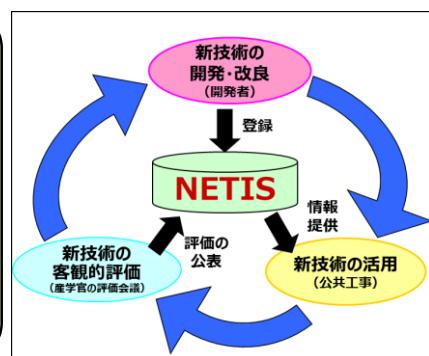 新技術の
開発・改良
（開発者）
登録
NETIS
情報
提供
評価の
公表
新技術の
客観的評価
（産学官の評価会議）
新技術の活用
（公共工事）